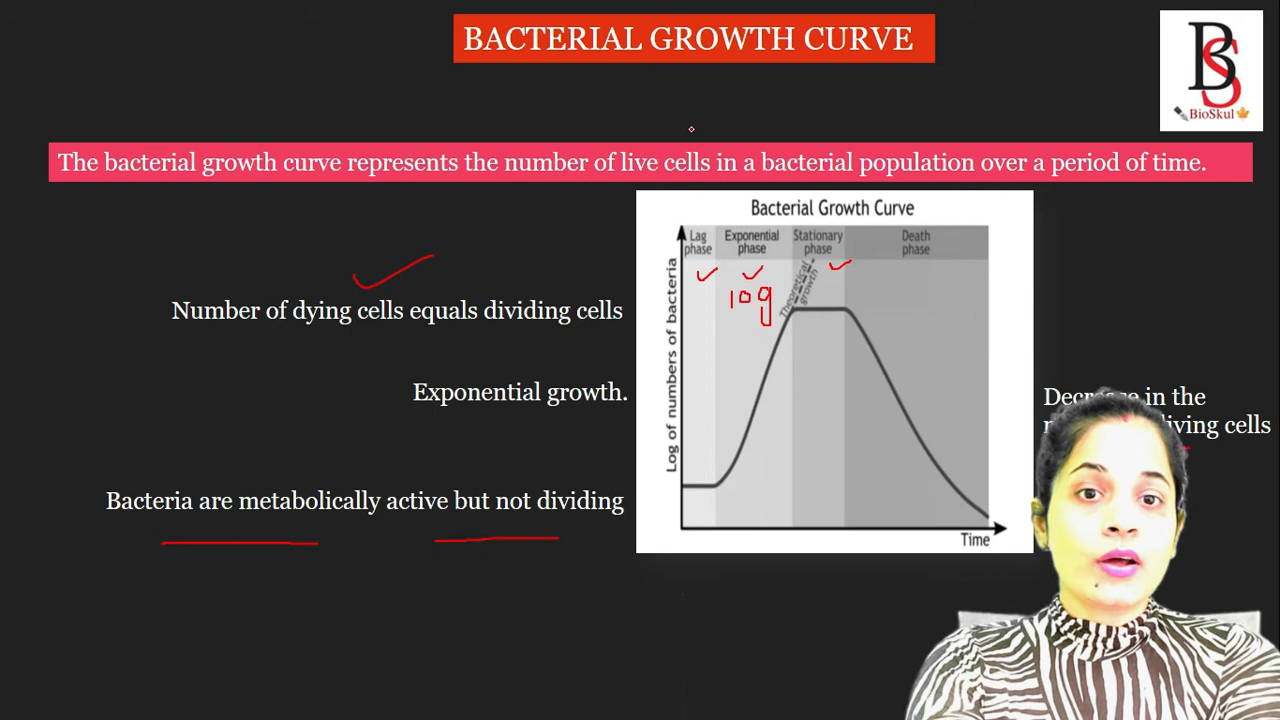 BACTERIAL GROWTH CURVE
BS
BioSkul
The bacterial growth curve represents the number of live cells in a bacterial population over a period of time.
Bacterial Growth Curve
Lag phase
Exponential phase
Stationary phase
Death phase
log
Theoretical growth
Number of dying cells equals dividing cells
Exponential growth.
Bacteria are metabolically active but not dividing
Log of numbers of bacteria
Time
in the
living cells